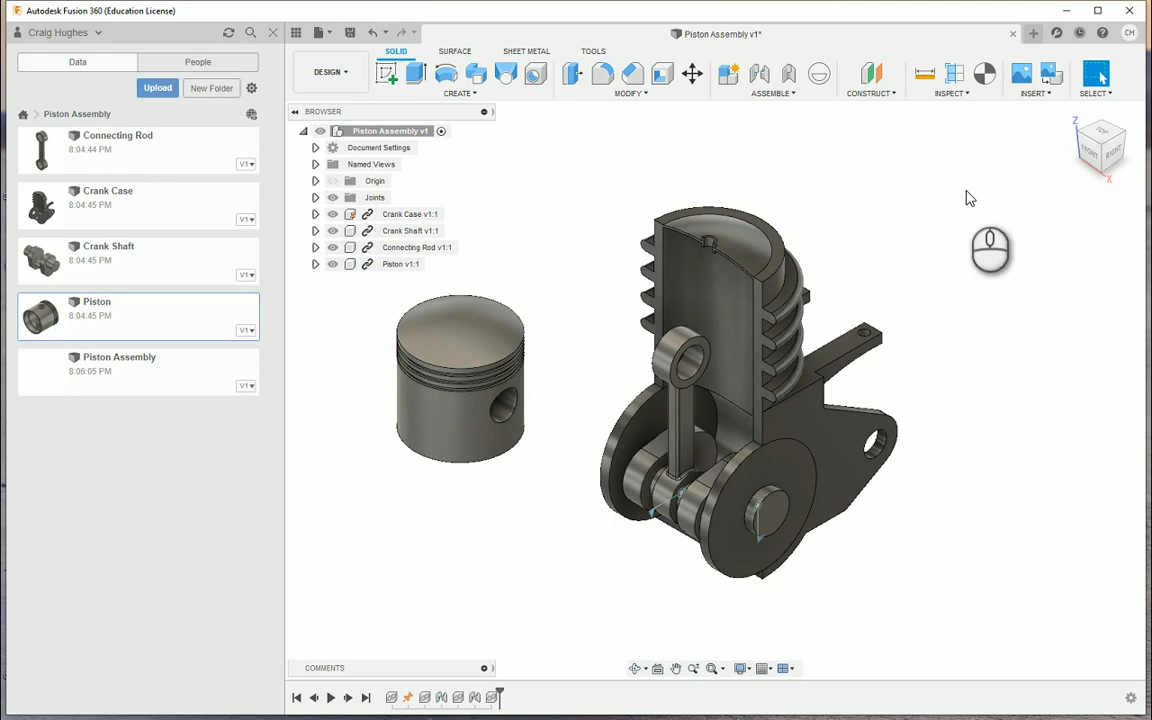 Autodesk Fusion 360 (Education License)
Craig Hughes
Piston Assembly v1*
CH
Data
People
Upload
New Folder
Piston Assembly
Connecting Rod
8:04:44 PM
V1
Crank Case
8:04:45 PM
V1
Crank Shaft
8:04:45 PM
V1
Piston
8:04:45 PM
V1
Piston Assembly
8:06:05 PM
V1
SOLID
SURFACE
SHEET METAL
TOOLS
DESIGN
CREATE
MODIFY
ASSEMBLE
CONSTRUCT
INSPECT
INSERT
SELECT
BROWSER
Piston Assembly v1
Document Settings
Named Views
Origin
Joints
Crank Case v1:1
Crank Shaft v1:1
Connecting Rod v1:1
Piston v1:1
Z
TOP
FRONT
RIGHT
X
COMMENTS